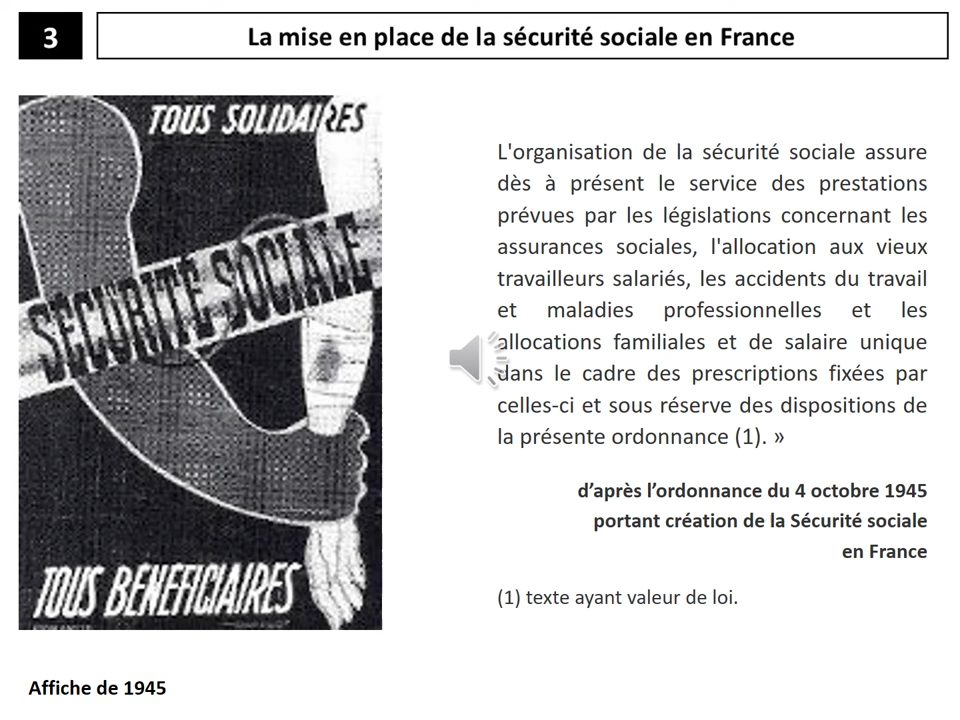 3
La mise en place de la sécurité sociale en France
TOUS SOLIDAIRES
SÉCURITÉ SOCIALE
TOUS BENEFICIAIRES
L'organisation de la sécurité sociale assure
dès à présent le service des prestations
prévues par les législations concernant les
assurances sociales, l'allocation aux vieux
travailleurs salariés, les accidents du travail
et maladies professionnelles et les
allocations familiales et de salaire unique
dans le cadre des prescriptions fixées par
celles-ci et sous réserve des dispositions de
la présente ordonnance (1). »
d’après l’ordonnance du 4 octobre 1945
portant création de la Sécurité sociale
en France
(1) texte ayant valeur de loi.
Affiche de 1945